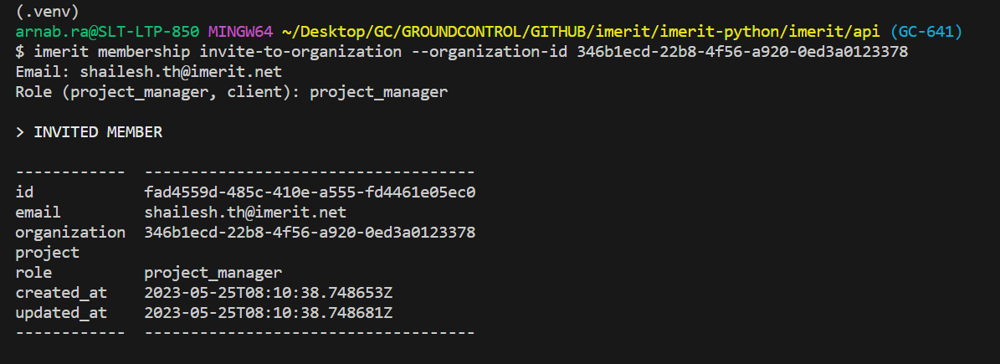 (.venv)
arnab.ra@SLT-LTP-850 MINGW64 ~/Desktop/GC/GROUNDCONTROL/GITHUB/imerit/imerit-python/imerit/api (GC-641)
$ imerit membership invite-to-organization --organization-id 346b1ecd-22b8-4f56-a920-0ed3a0123378
Email: shailesh.th@imerit.net
Role (project_manager, client): project_manager
> INVITED MEMBER
------------  ------------------------------------
id            fad4559d-485c-410e-a555-fd4461e05ec0
email         shailesh.th@imerit.net
organization  346b1ecd-22b8-4f56-a920-0ed3a0123378
project
role          project_manager
created_at    2023-05-25T08:10:38.748653Z
updated_at    2023-05-25T08:10:38.748681Z
------------  ------------------------------------